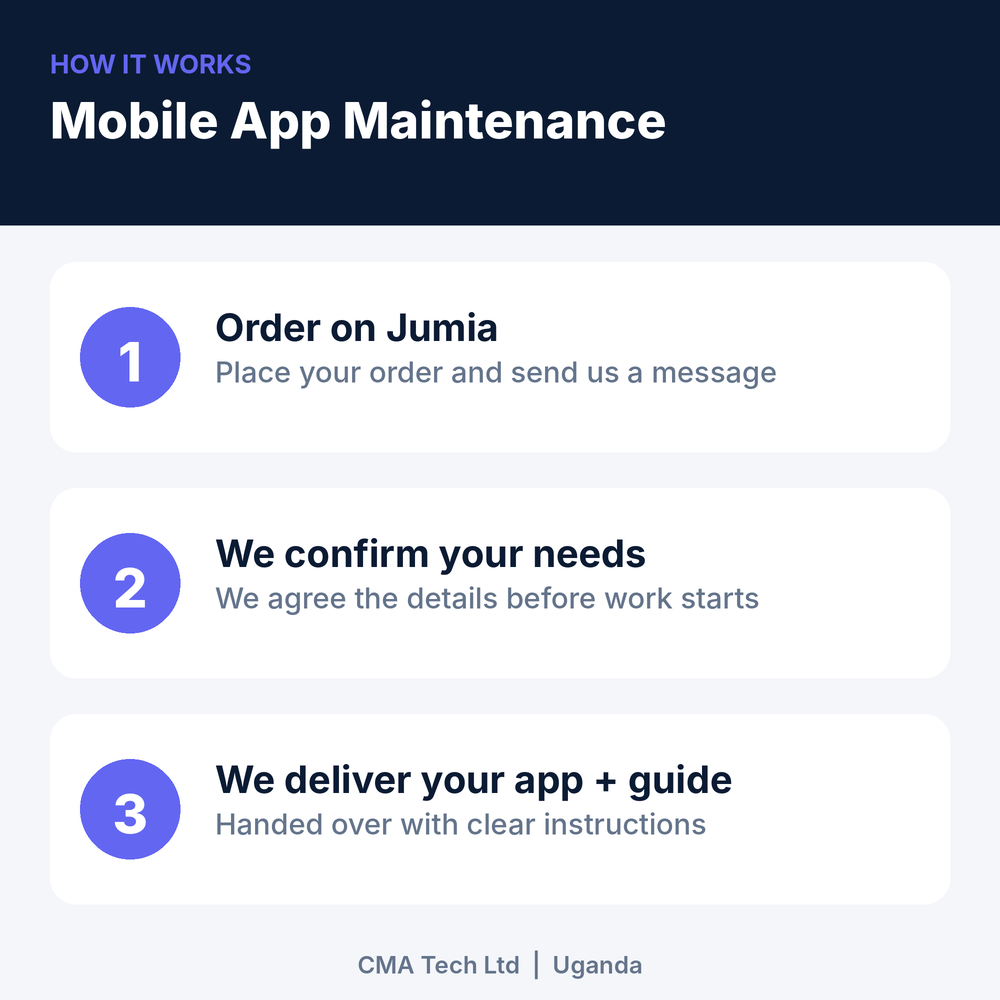 HOW IT WORKS
Mobile App Maintenance
1
Order on Jumia
Place your order and send us a message
2
We confirm your needs
We agree the details before work starts
3
We deliver your app + guide
Handed over with clear instructions
CMA Tech Ltd | Uganda